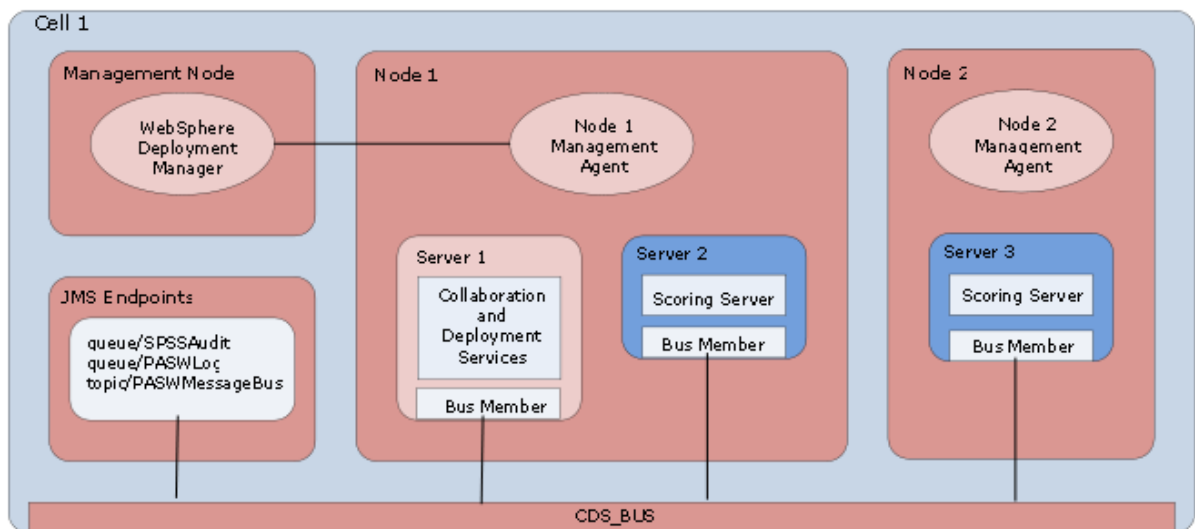 Cell 1
Management Node
WebSphere
Deployment
Manager
Node 1
Node 1
Management
Agent
Node 2
Node 2
Management
Agent
JMS Endpoints
queue/SPSSAudit
queue/PASWLog
topic/PASWMessageBus
Server 1
Collaboration
and
Deployment
Services
Bus Member
Server 2
Scoring Server
Bus Member
Server 3
Scoring Server
Bus Member
CDS_BUS